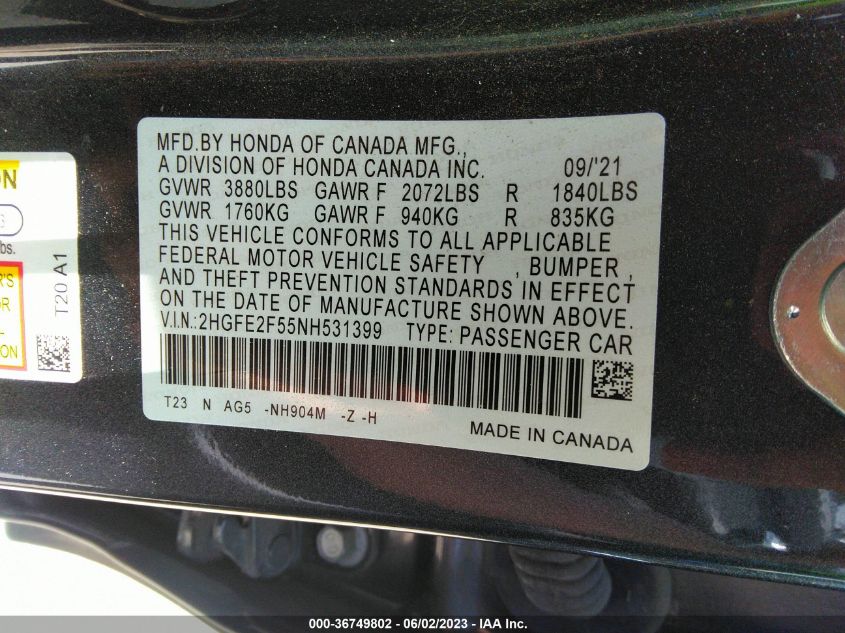 MFD.BY HONDA OF CANADA MFG.,
A DIVISION OF HONDA CANADA INC. 09/'21
GVWR 3880LBS GAWR F 2072LBS R 1840LBS
GVWR 1760KG GAWR F 940KG R 835KG
THIS VEHICLE CONFORMS TO ALL APPLICABLE
FEDERAL MOTOR VEHICLE SAFETY , BUMPER ,
AND THEFT PREVENTION STANDARDS IN EFFECT
ON THE DATE OF MANUFACTURE SHOWN ABOVE.
V.I.N.:2HGFE2F55NH531399 TYPE: PASSENGER CAR
T23 N AG5 -NH904M -Z -H
MADE IN CANADA
lbs.
T20 A1
000-36749802 - 06/02/2023 - IAA Inc.